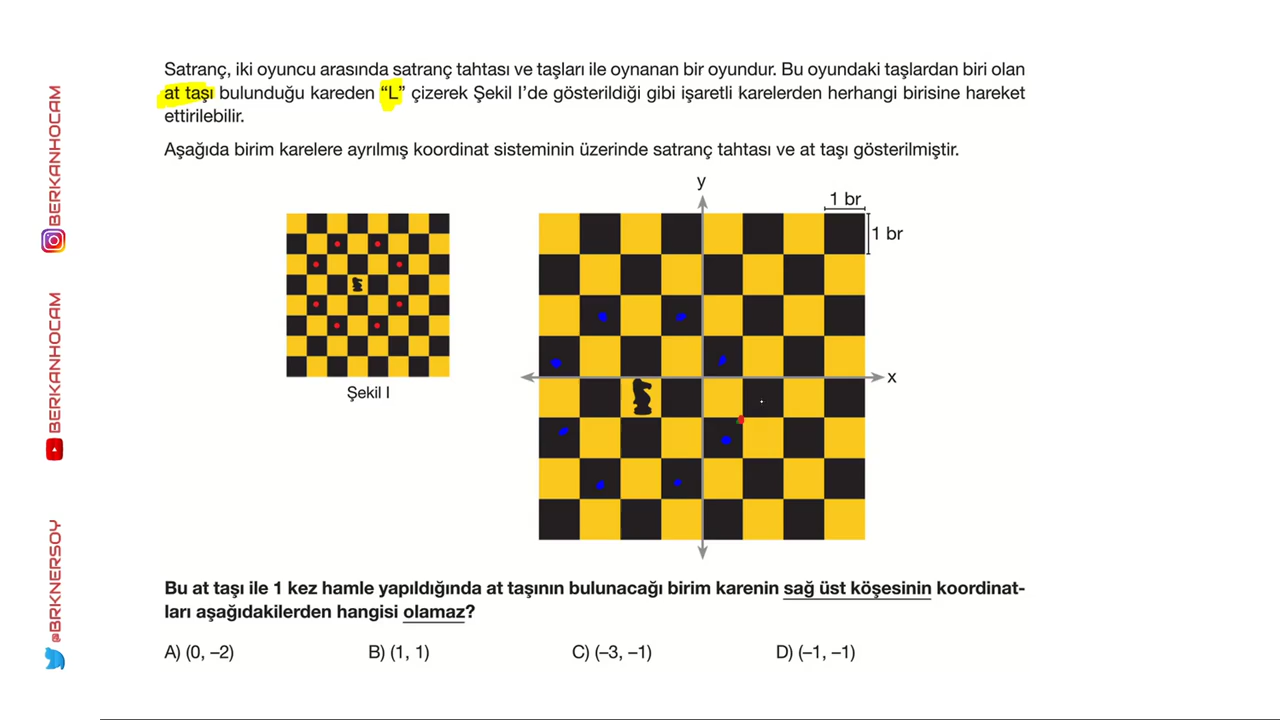 Satranç, iki oyuncu arasında satranç tahtası ve taşları ile oynanan bir oyundur. Bu oyundaki taşlardan biri olan
at taşı bulunduğu kareden “L” çizerek Şekil I’de gösterildiği gibi işaretli karelerden herhangi birisine hareket
ettirilebilir.
Aşağıda birim karelere ayrılmış koordinat sisteminin üzerinde satranç tahtası ve at taşı gösterilmiştir.
y
1 br
1 br
x
Şekil I
Bu at taşı ile 1 kez hamle yapıldığında at taşının bulunacağı birim karenin sağ üst köşesinin koordinat-
ları aşağıdakilerden hangisi olamaz?
A) (0, –2) B) (1, 1) C) (–3, –1) D) (–1, –1)
BERKANHOCAM
BERKANHOCAM
@BRKNERSOY